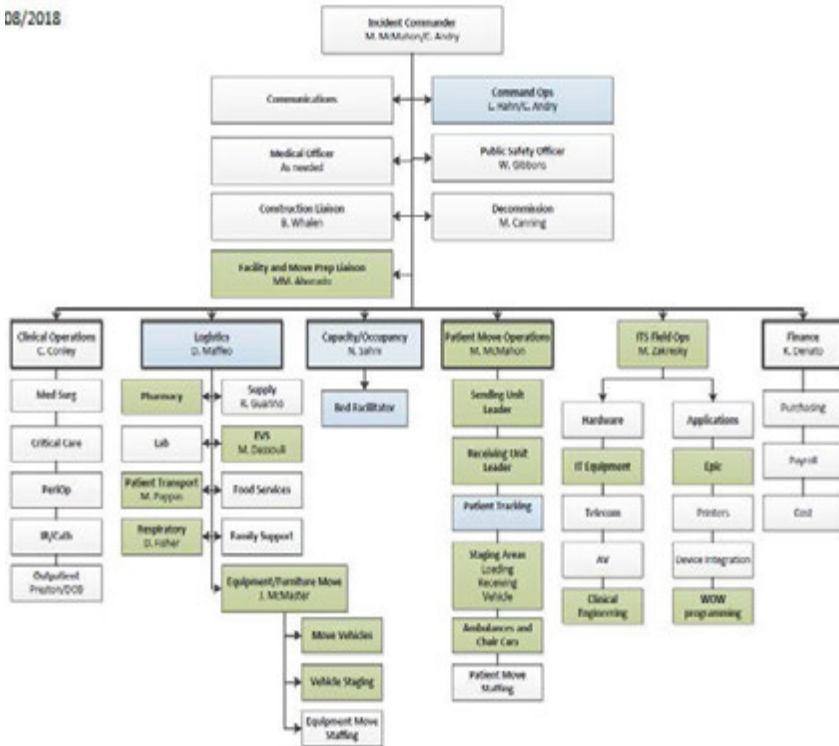 08/2018
Incident Commander
M. McMahon/C. Andry
Communications
Command Ops
L. Hahn/C. Andry
Medical Officer
As needed
Public Safety Officer
W. Gibbons
Construction Liaison
B. Whalen
Decommission
M. Canning
Facility and Move Prep Liaison
MM.
Clinical Operations
C. Conley
Logistics
D. Maffeo
Capacity/Occupancy
N. Sahni
Patient Move Operations
M. McMahon
ITS Field Ops
M.
Finance
K. Donato
Med Surg
Critical Care
PeriOp
IR/Cath
Outpatient
Preston/DOB
Pharmacy
Supply
R. Guarino
Lab
EVS
M.
Patient Transport
M. Pappas
Food Services
Respiratory
D. Fisher
Family Support
Equipment/Furniture Move
J. McMaster
Move Vehicles
Vehicle Staging
Equipment Move
Staffing
Bed Facilitator
Sending Unit
Leader
Receiving Unit
Leader
Patient Tracking
Staging Areas
Loading
Receiving
Vehicle
Ambulances and
Chair Cars
Patient Move
Staffing
Hardware
IT Equipment
Telecom
AV
Clinical
Engineering
Applications
Epic
Printers
Device Integration
WOW
programming
Purchasing
Payroll
Cost